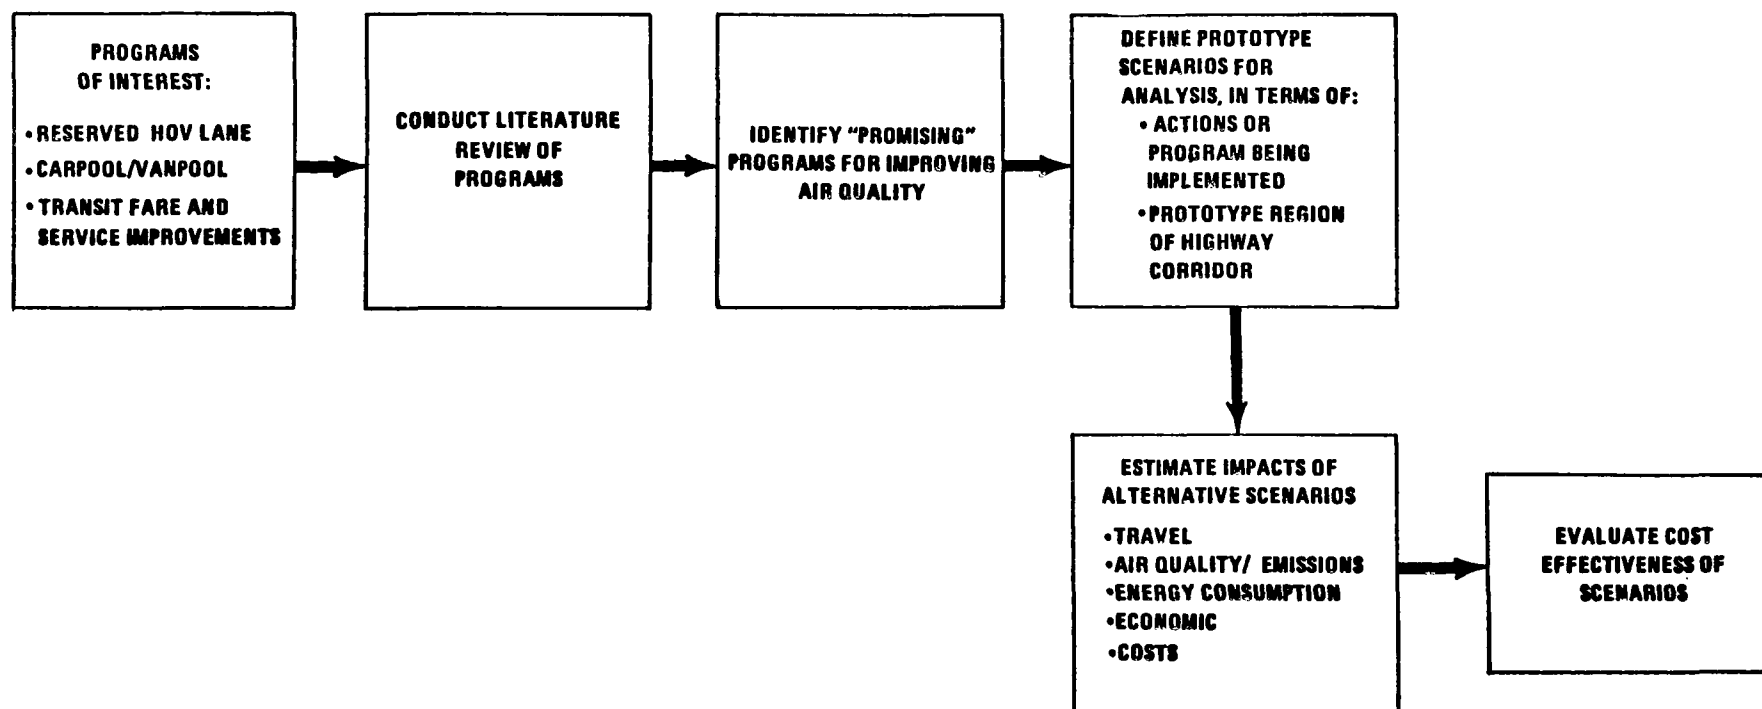 PROGRAMS
OF INTEREST:
•RESERVED HOV LANE
•CARPOOL/VANPOOL
•TRANSIT FARE AND
SERVICE IMPROVEMENTS
CONDUCT LITERATURE
REVIEW OF
PROGRAMS
IDENTIFY "PROMISING"
PROGRAMS FOR IMPROVING
AIR QUALITY
DEFINE PROTOTYPE
SCENARIOS FOR
ANALYSIS, IN TERMS OF:
• ACTIONS OR
PROGRAM BEING
IMPLEMENTED
•PROTOTYPE REGION
OF HIGHWAY
CORRIDOR
ESTIMATE IMPACTS OF
ALTERNATIVE SCENARIOS
•TRAVEL
•AIR QUALITY/ EMISSIONS
•ENERGY CONSUMPTION
•ECONOMIC
•COSTS
EVALUATE COST
EFFECTIVENESS OF
SCENARIOS